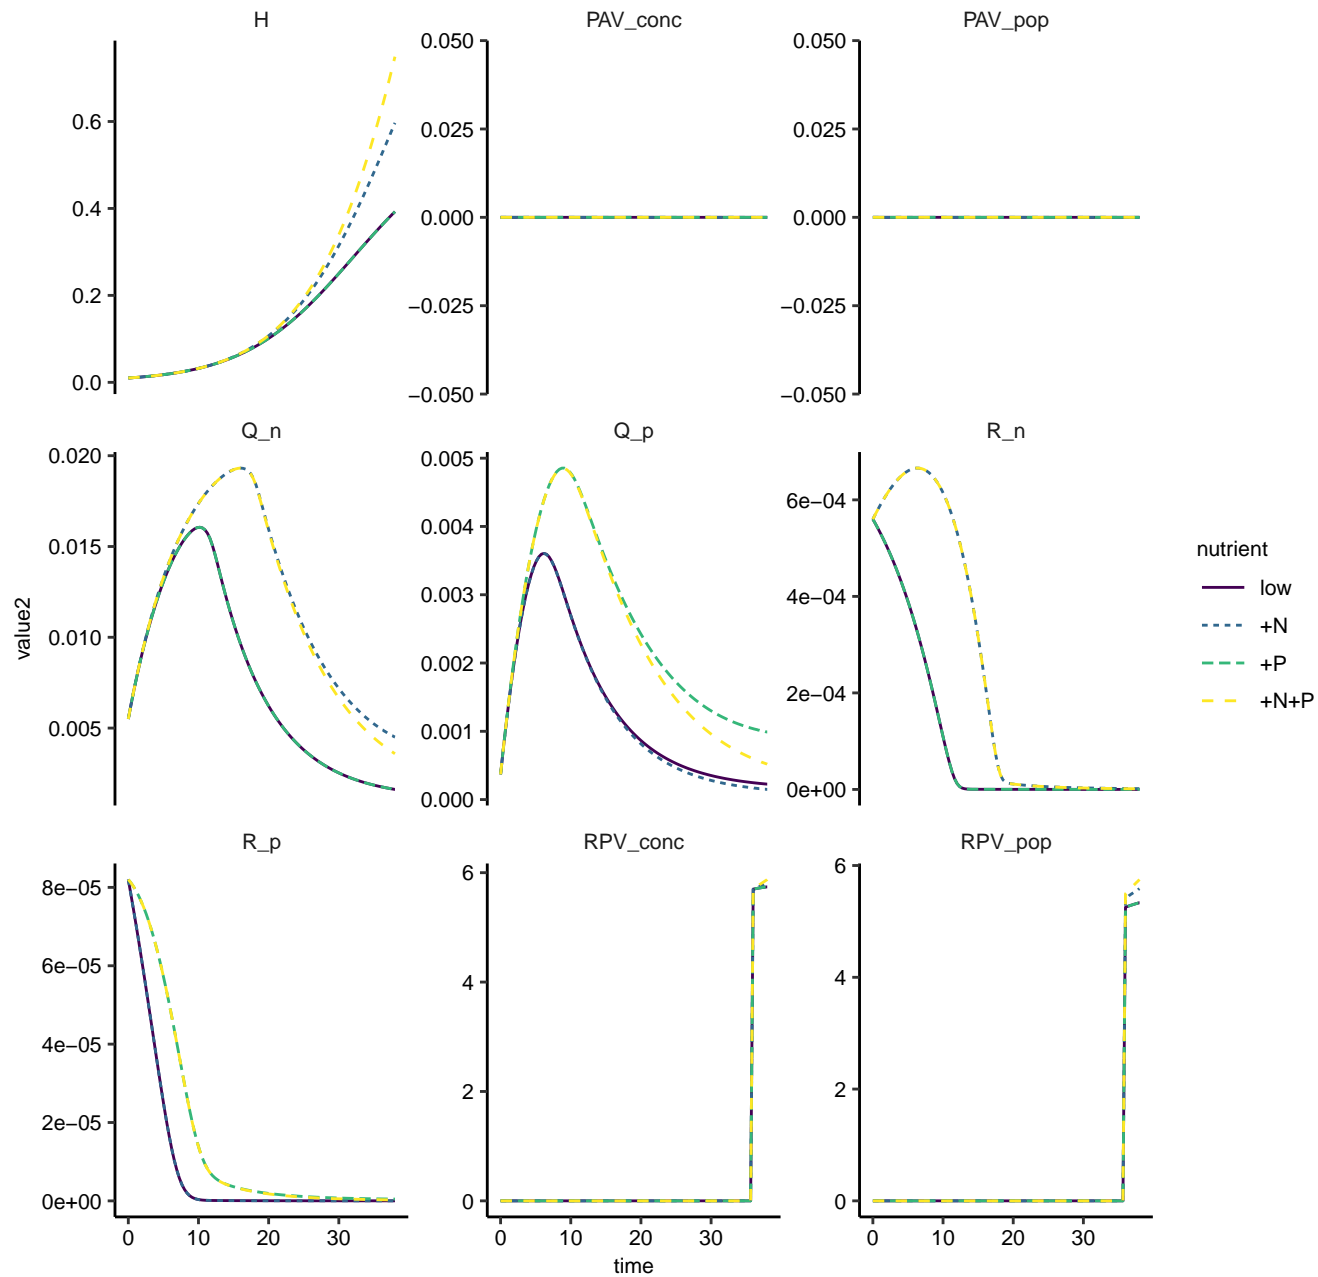 H
PAV_conc
PAV_pop
0.6
0.4
0.2
0.0
0.050
0.025
0.000
−0.025
−0.050
0.050
0.025
0.000
−0.025
−0.050
Q_n
Q_p
R_n
0.020
0.015
0.010
0.005
0.005
0.004
0.003
0.002
0.001
0.000
6e−04
4e−04
2e−04
0e+00
R_p
RPV_conc
RPV_pop
8e−05
6e−05
4e−05
2e−05
0e+00
6
4
2
0
6
4
2
0
0 10 20 30
0 10 20 30
0 10 20 30
time
value2
nutrient
low
+N
+P
+N+P